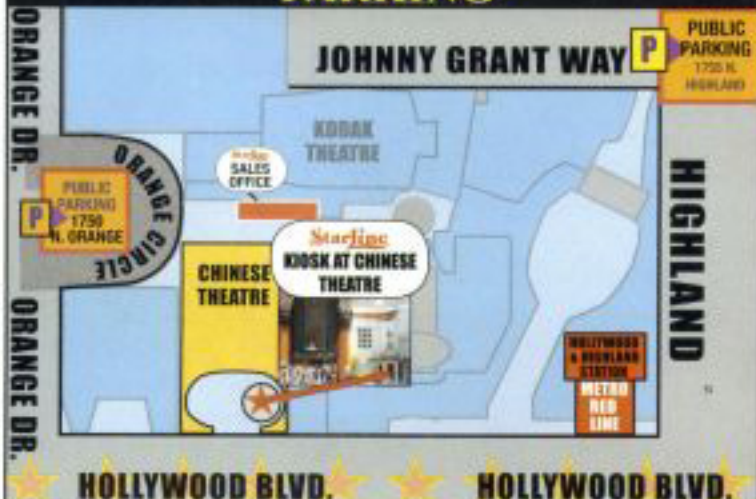 PARKING
ORANGE DR.
JOHNNY GRANT WAY
P
PUBLIC
PARKING
1755 N.
HIGHLAND
KODAK
THEATRE
Starline
SALES
OFFICE
ORANGE CIRCLE
P
PUBLIC
PARKING
1750
N. ORANGE
Starline
KIOSK AT CHINESE
THEATRE
CHINESE
THEATRE
HIGHLAND
HOLLYWOOD
& HIGHLAND
STATION
METRO
RED
LINE
ORANGE DR.
HOLLYWOOD BLVD.
HOLLYWOOD BLVD.